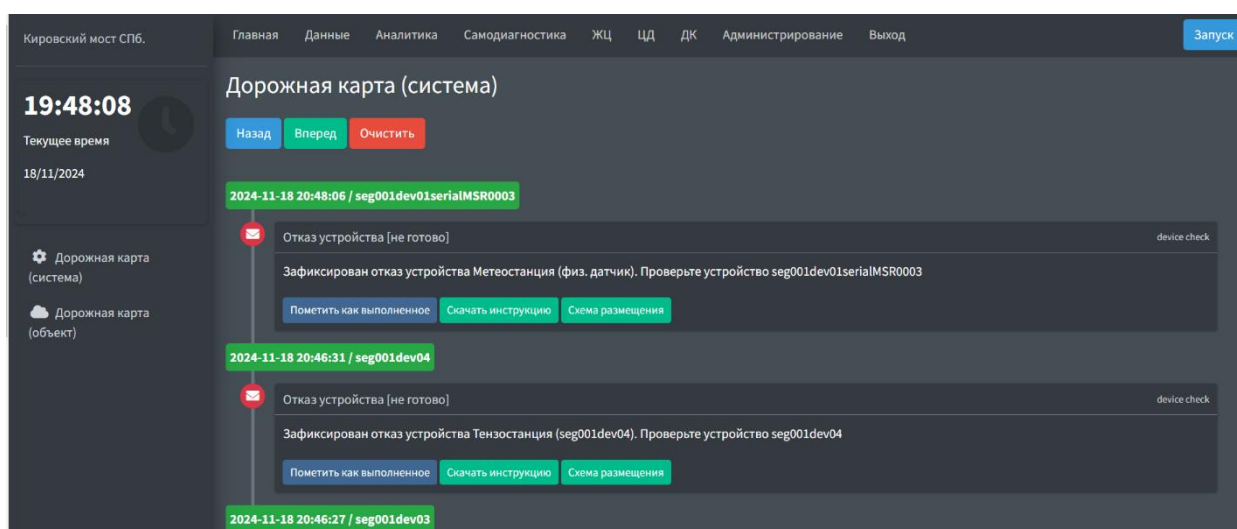 Кировский мост СПб.
Главная Данные Аналитика Самодиагностика ЖЦ ЦД ДК Администрирование Выход Запуск
19:48:08
Текущее время
18/11/2024
Дорожная карта
(система)
Дорожная карта
(объект)
Дорожная карта (система)
Назад Вперед Очистить
2024-11-18 20:48:06 / seg001dev01serialMSR0003
Отказ устройства [не готово] device check
Зафиксирован отказ устройства Метеостанция (физ. датчик). Проверьте устройство seg001dev01serialMSR0003
Пометить как выполненное Скачать инструкцию Схема размещения
2024-11-18 20:46:31 / seg001dev04
Отказ устройства [не готово] device check
Зафиксирован отказ устройства Тензостанция (seg001dev04). Проверьте устройство seg001dev04
Пометить как выполненное Скачать инструкцию Схема размещения
2024-11-18 20:46:27 / seg001dev03